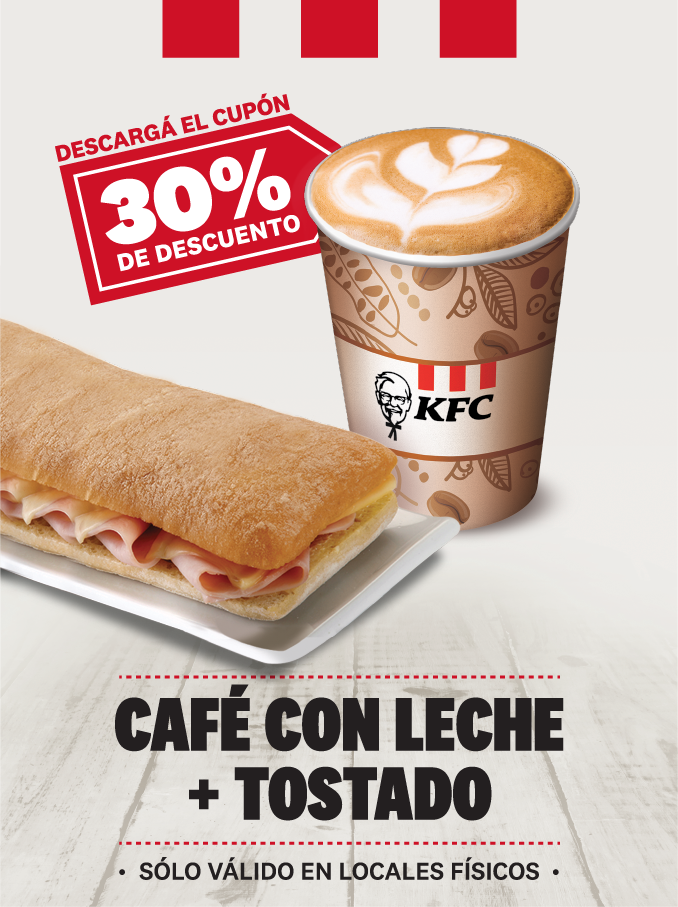 DESCARGÁ EL CUPÓN
30%
DE DESCUENTO
KFC
CAFÉ CON LECHE
+ TOSTADO
• SÓLO VÁLIDO EN LOCALES FÍSICOS •